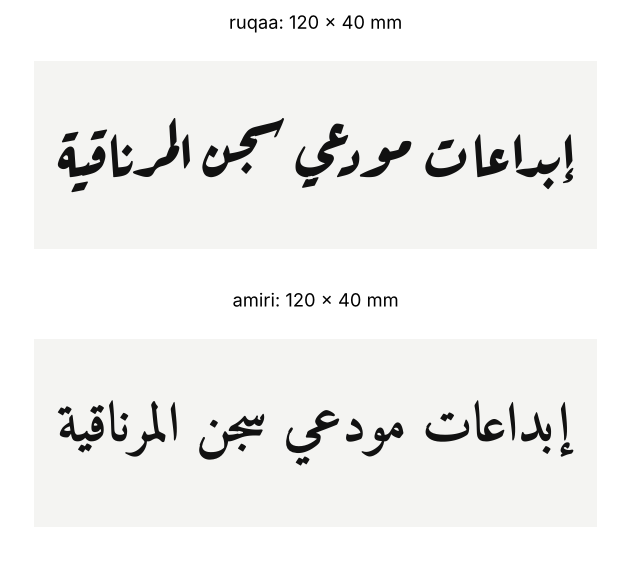 ruqaa: 120 × 40 mm
إبداعات مودعي سجن المرناقية
amiri: 120 × 40 mm
إبداعات مودعي سجن المرناقية